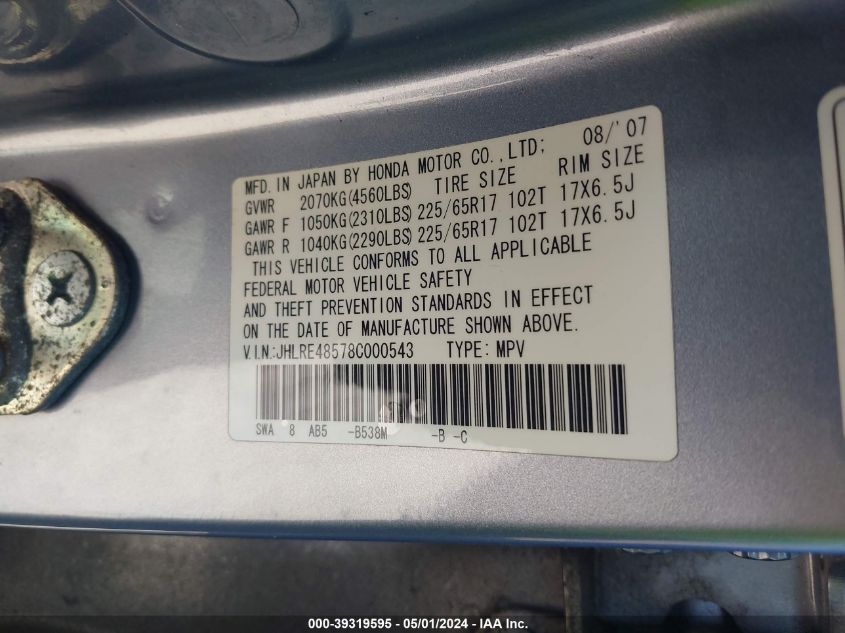 MFD. IN JAPAN BY HONDA MOTOR CO.,LTD; 08/'07
GVWR 2070KG(4560LBS) TIRE SIZE RIM SIZE
GAWR F 1050KG(2310LBS) 225/65R17 102T 17X6.5J
GAWR R 1040KG(2290LBS) 225/65R17 102T 17X6.5J
THIS VEHICLE CONFORMS TO ALL APPLICABLE
FEDERAL MOTOR VEHICLE SAFETY
AND THEFT PREVENTION STANDARDS IN EFFECT
ON THE DATE OF MANUFACTURE SHOWN ABOVE.
V.I.N.:JHLRE48578C000543 TYPE: MPV
SWA 8 AB5 -B538M -B -C
000-39319595 - 05/01/2024 - IAA Inc.